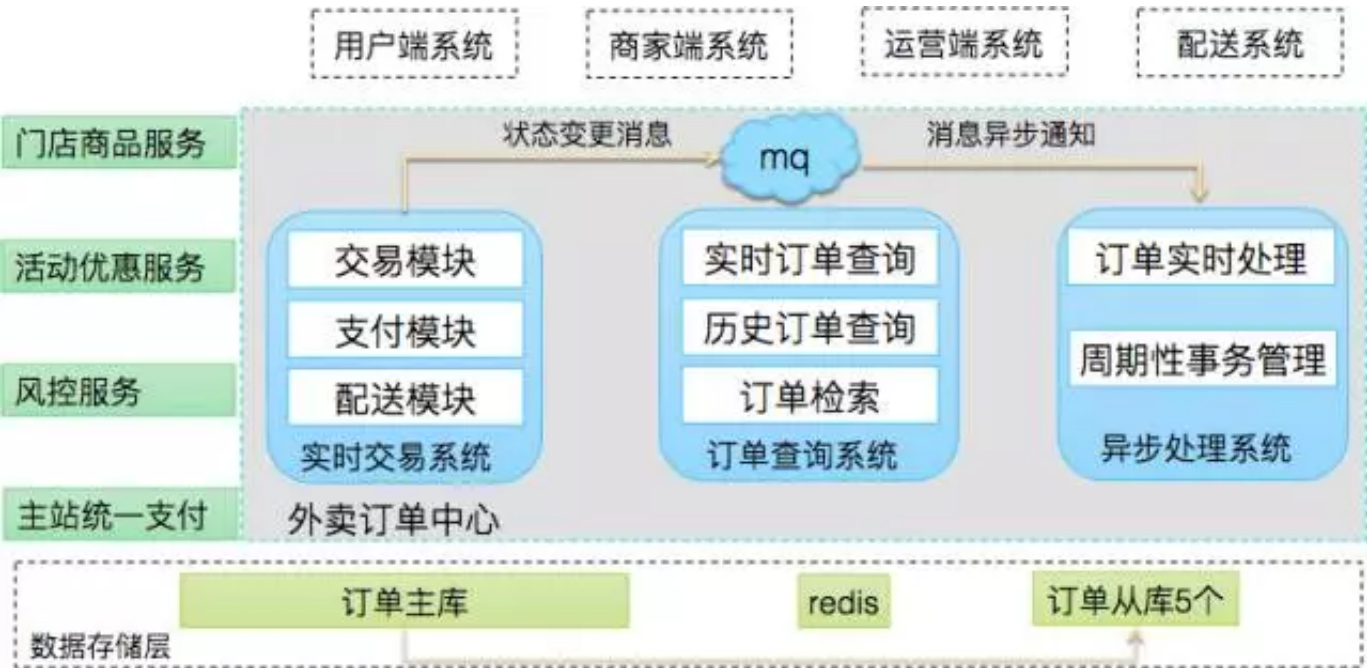 用户端系统
商家端系统
运营端系统
配送系统
门店商品服务
活动优惠服务
风控服务
主站统一支付
状态变更消息
mq
消息异步通知
交易模块
支付模块
配送模块
实时交易系统
实时订单查询
历史订单查询
订单检索
订单查询系统
订单实时处理
周期性事务管理
异步处理系统
外卖订单中心
订单主库
redis
订单从库5个
数据存储层